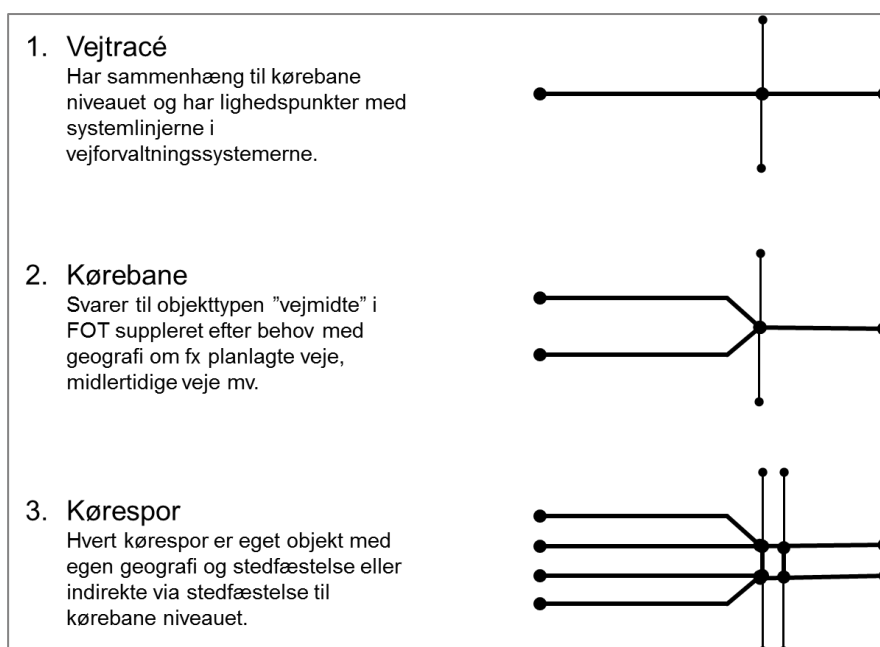 1. Vejtracé
Har sammenhæng til kørebane
niveauet og har lighedspunkter med
systemlinjerne i
vejforvaltningssystemerne.
2. Kørebane
Svarer til objekttypen ”vejmidte” i
FOT suppleret efter behov med
geografi om fx planlagte veje,
midlertidige veje mv.
3. Kørespor
Hvert kørespor er eget objekt med
egen geografi og stedfæstelse eller
indirekte via stedfæstelse til
kørebane niveauet.